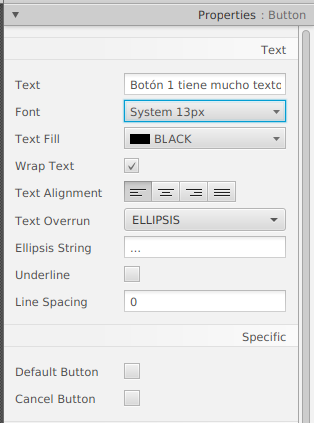 Properties : Button
Text
Text Botón 1 tiene mucho texto
Font System 13px
Text Fill BLACK
Wrap Text
Text Alignment
Text Overrun ELLIPSIS
Ellipsis String ...
Underline
Line Spacing 0
Specific
Default Button
Cancel Button